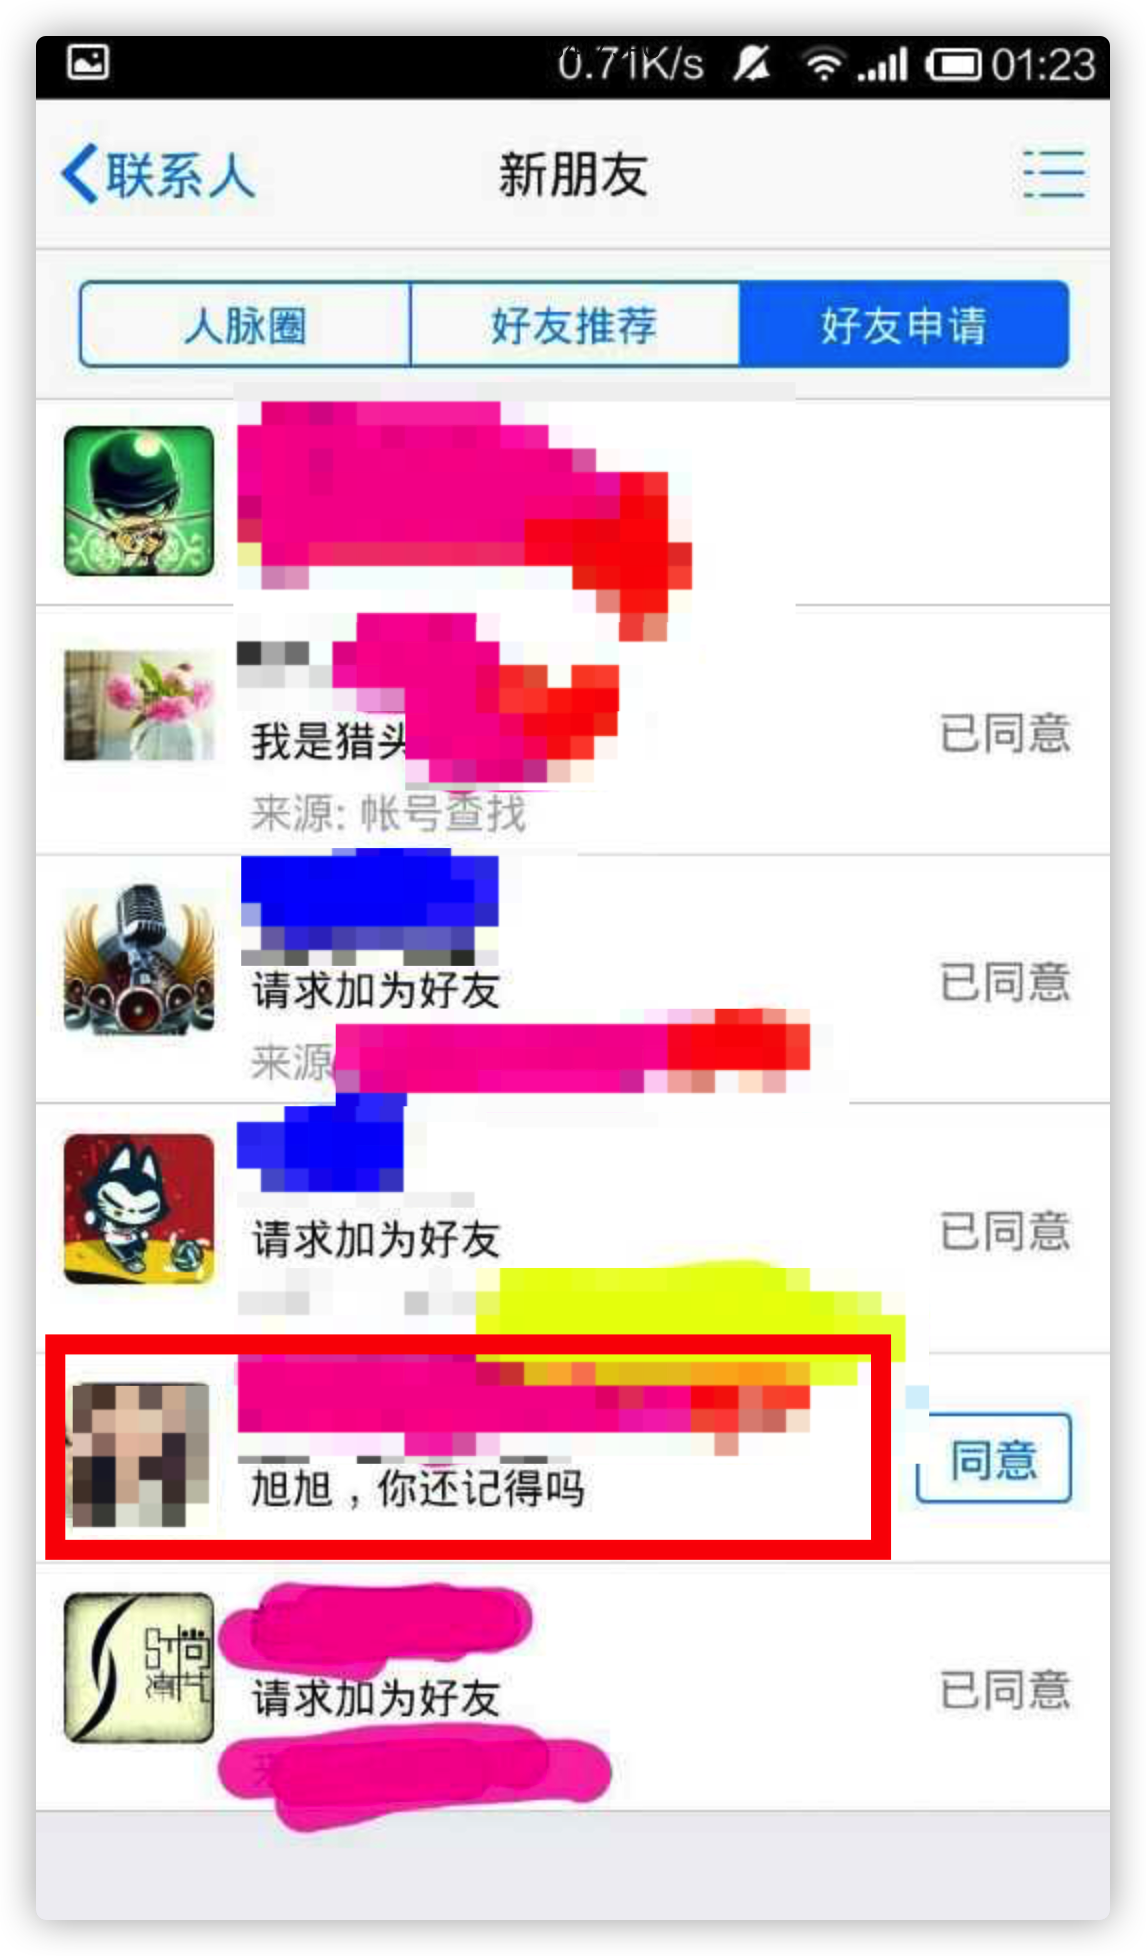 0.71K/s 01:23
联系人 新朋友
人脉圈 好友推荐 好友申请
我是猎头
已同意
来源: 帐号查找
请求加为好友
已同意
来源
请求加为好友
已同意
旭旭，你还记得吗
同意
请求加为好友
已同意